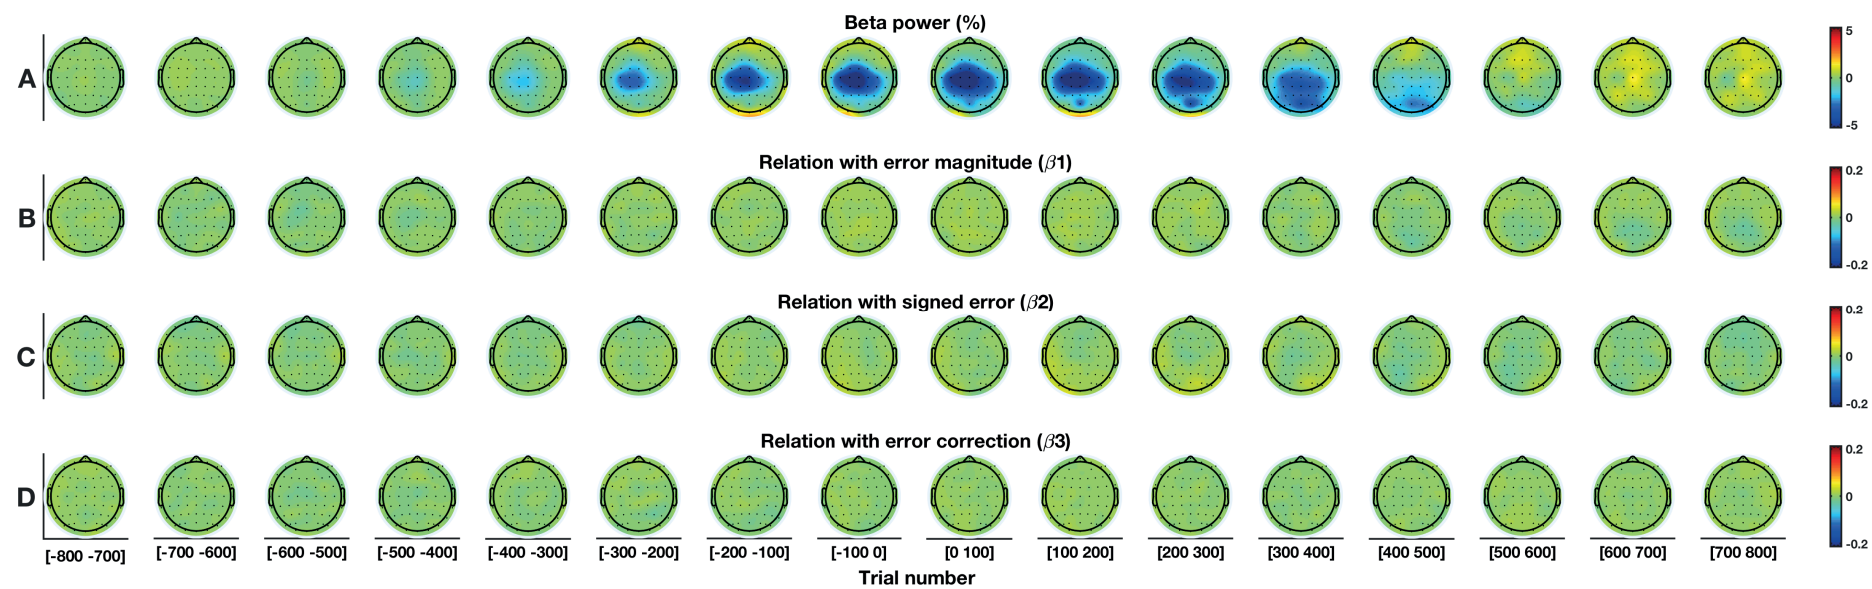 Beta power (%)
A
5
0
-5
Relation with error magnitude (β1)
B
0.2
0
-0.2
Relation with signed error (β2)
C
0.2
0
-0.2
Relation with error correction (β3)
D
0.2
0
-0.2
[-800 -700] [-700 -600] [-600 -500] [-500 -400] [-400 -300] [-300 -200] [-200 -100] [-100 0] [0 100] [100 200] [200 300] [300 400] [400 500] [500 600] [600 700] [700 800]
Trial number